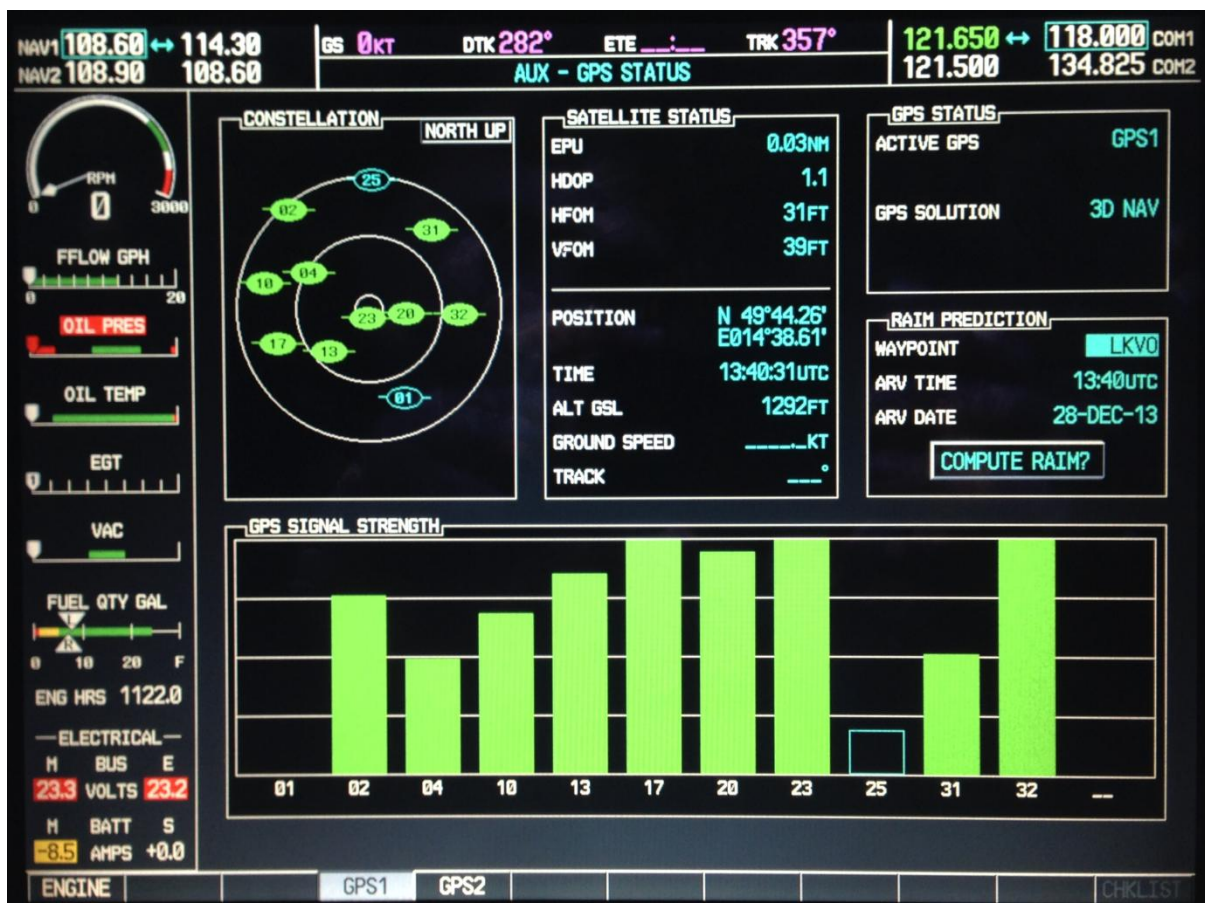 NAV1 108.60 ↔ 114.30 GS 0KT DTK 282° ETE __:__ TRK 357° 121.650 ↔ 118.000 COM1
NAV2 108.90 108.60 AUX - GPS STATUS 121.500 134.825 COM2
RPM
0
0 3000
FFLOW GPH
0 20
OIL PRES
OIL TEMP
EGT
1
VAC
FUEL QTY GAL
L
R
0 10 20 F
ENG HRS 1122.0
ELECTRICAL
M BUS E
23.3 VOLTS 23.2
M BATT S
-8.5 AMPS +0.0
CONSTELLATION
NORTH UP
25
02
31
04
10
23 20 32
17
13
01
SATELLITE STATUS
EPU 0.03NM
HDOP 1.1
HFOM 31FT
VFOM 39FT
POSITION N 49°44.26'
E014°38.61'
TIME 13:40:31UTC
ALT GSL 1292FT
GROUND SPEED ____._KT
TRACK ___°
GPS STATUS
ACTIVE GPS GPS1
GPS SOLUTION 3D NAV
RAIM PREDICTION
WAYPOINT LKVO
ARV TIME 13:40UTC
ARV DATE 28-DEC-13
COMPUTE RAIM?
GPS SIGNAL STRENGTH
01 02 04 10 13 17 20 23 25 31 32 __
ENGINE GPS1 GPS2 CHKLIST